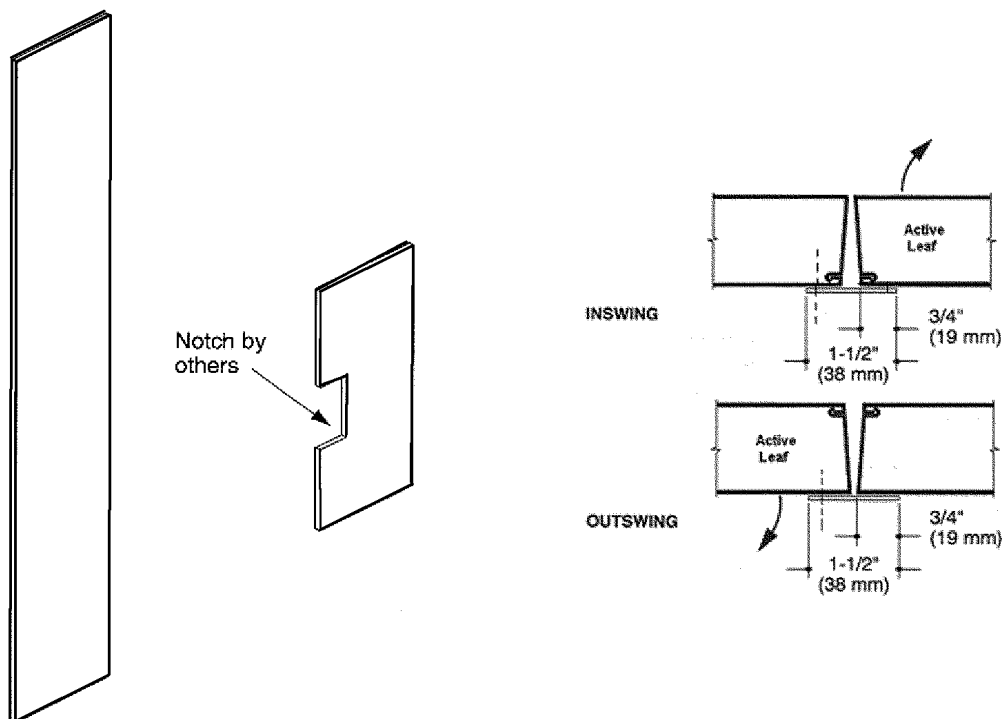 Notch by
others
INSWING
Active
Leaf
3/4"
(19 mm)
1-1/2"
(38 mm)
OUTSWING
Active
Leaf
3/4"
(19 mm)
1-1/2"
(38 mm)